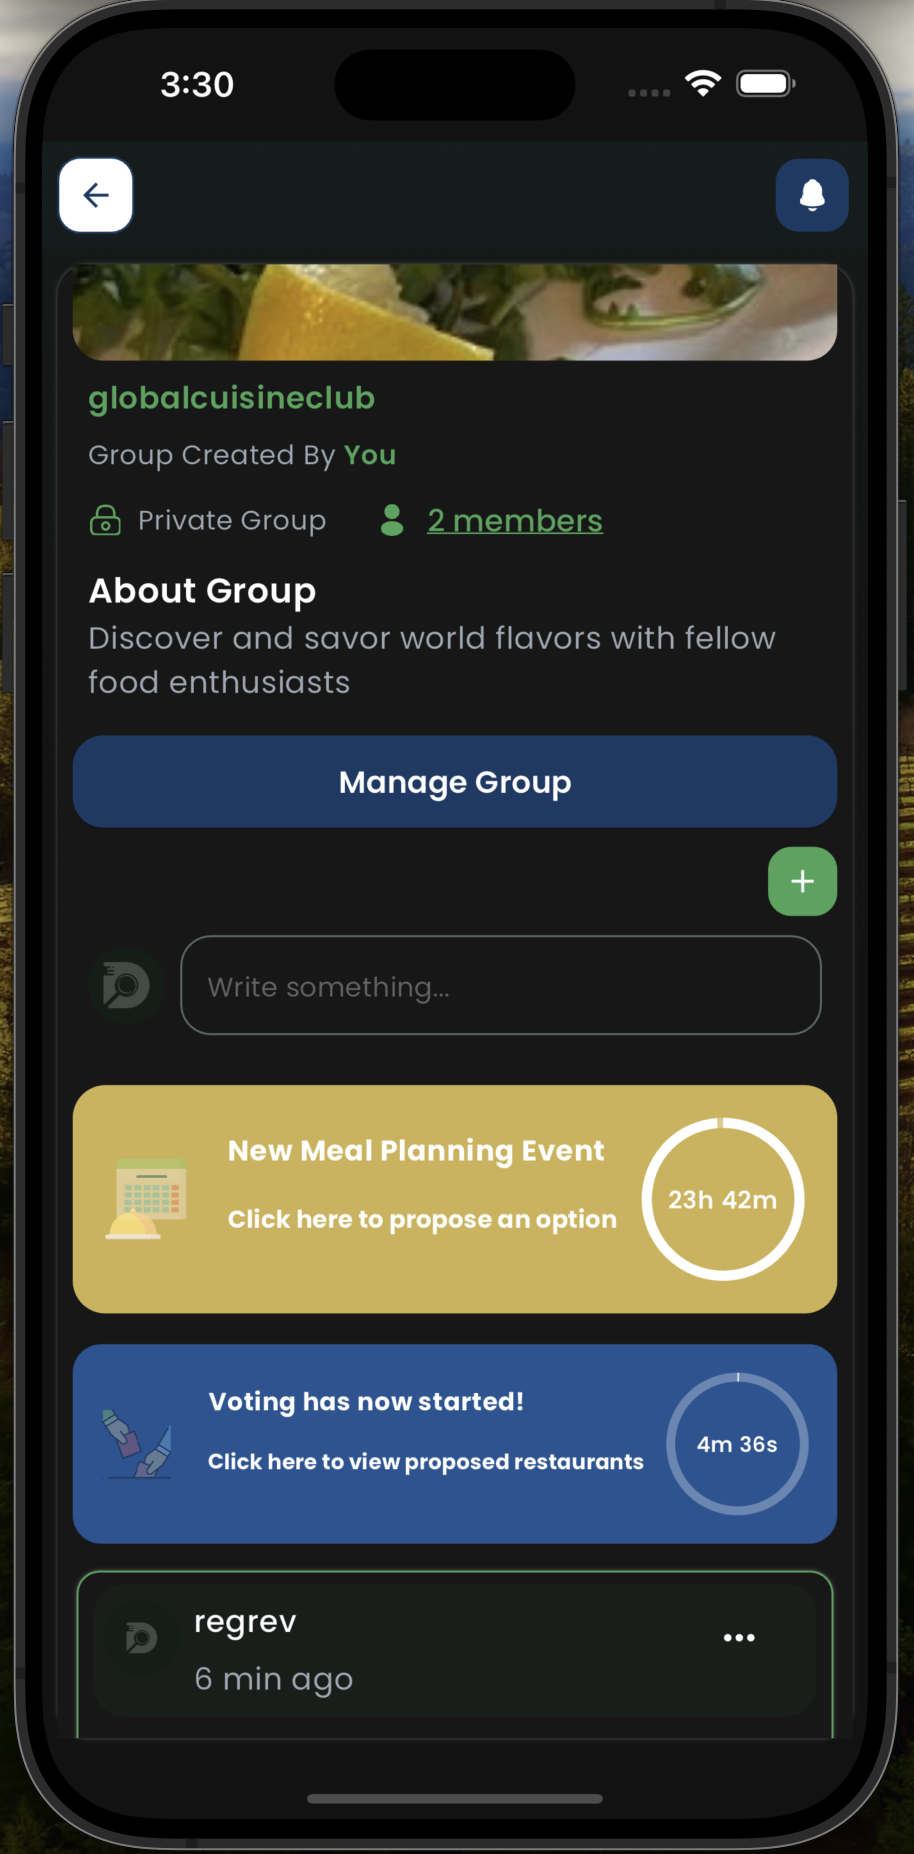 3:30
globalcuisineclub
Group Created By You
Private Group
2 members
About Group
Discover and savor world flavors with fellow
food enthusiasts
Manage Group
+
Write something...
New Meal Planning Event
Click here to propose an option
23h 42m
Voting has now started!
Click here to view proposed restaurants
4m 36s
regrev
6 min ago